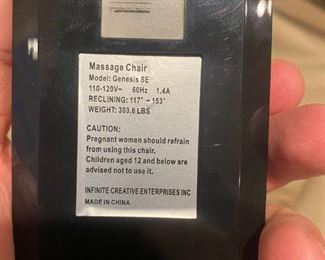 Massage Chair
Model: Genesis SE
110-120V~ 60Hz 1.4A
RECLINING: 117° ~ 153°
WEIGHT: 303.6 LBS
CAUTION:
Pregnant women should refrain
from using this chair.
Children aged 12 and below are
advised not to use it.
INFINITE CREATIVE ENTERPRISES INC
MADE IN CHINA